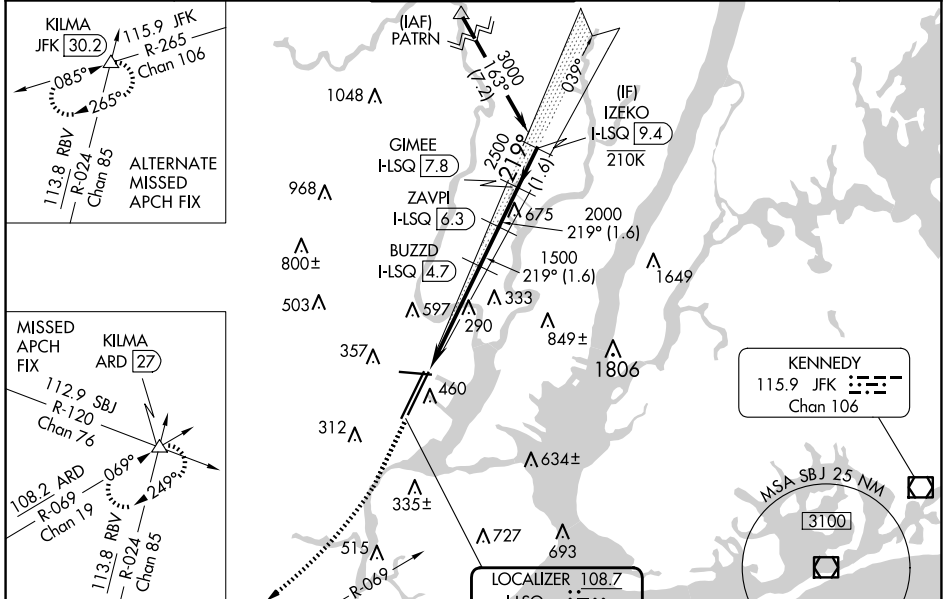 KILMA
JFK 30.2
115.9 JFK
R-265
Chan 106
085°
265°
113.8 RBV
R-024
Chan 85
ALTERNATE
MISSED
APCH FIX
(IAF)
PATRN
3000
163°
(7.2)
039°
(IF)
IZEKO
I-LSQ 9.4
210K
1048
GIMEE
I-LSQ 7.8
2500
219°
(1.6)
968
ZAVPI
I-LSQ 6.3
675
2000
219° (1.6)
800±
BUZZD
I-LSQ 4.7
1500
219° (1.6)
1649
503
597
333
290
849±
357
1806
460
312
634±
335±
727
693
515
R-069
MISSED
APCH
FIX
KILMA
ARD 27
112.9 SBJ
R-120
Chan 76
108.2 ARD
R-069
Chan 19
069°
249°
113.8 RBV
R-024
Chan 85
KENNEDY
115.9 JFK
Chan 106
MSA SBJ 25 NM
3100
LOCALIZER 108.7
I-LSQ